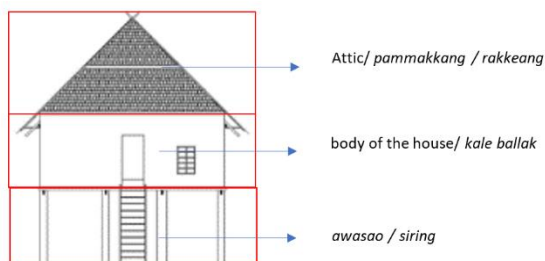 Attic/ pammakkang / rakkeang
body of the house/ kale ballak
awasao / siring